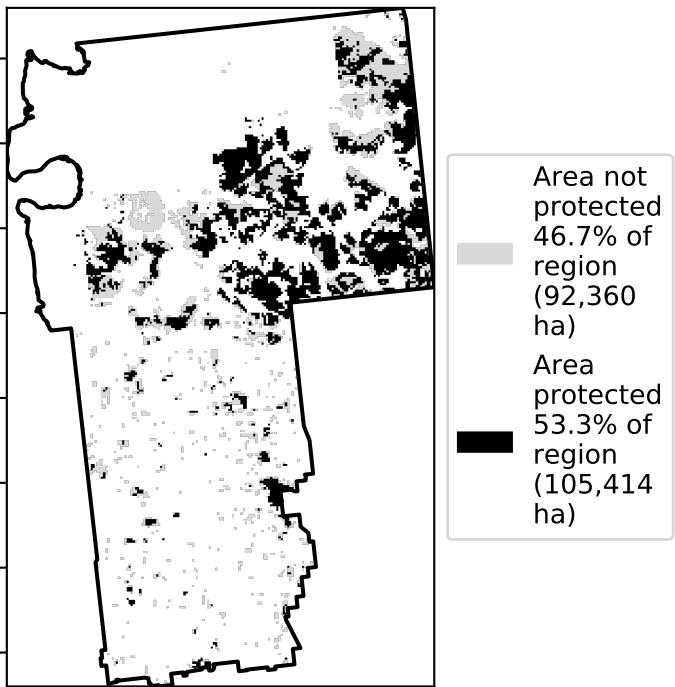 Area not
protected
46.7% of
region
(92,360
ha)
Area
protected
53.3% of
region
(105,414
ha)